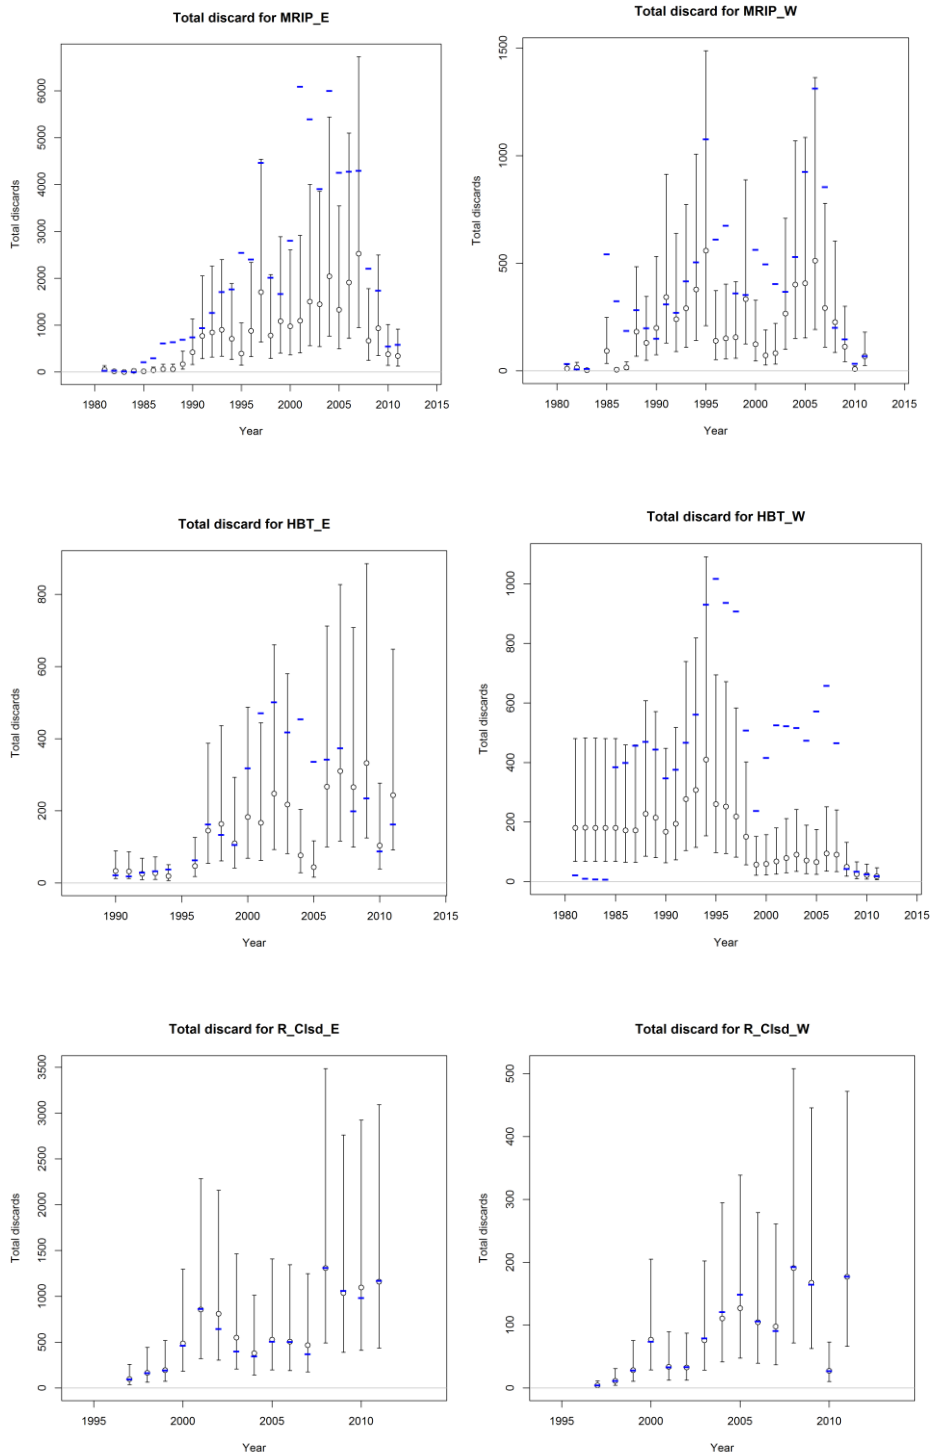 Total discard for MRIP_E
Total discards
0 1000 2000 3000 4000 5000 6000
1980 1985 1990 1995 2000 2005 2010 2015
Year
Total discard for MRIP_W
Total discards
0 500 1000 1500
1980 1985 1990 1995 2000 2005 2010 2015
Year
Total discard for HBT_E
Total discards
0 200 400 600 800
1990 1995 2000 2005 2010 2015
Year
Total discard for HBT_W
Total discards
0 200 400 600 800 1000
1980 1985 1990 1995 2000 2005 2010 2015
Year
Total discard for R_Clsd_E
Total discards
0 500 1000 1500 2000 2500 3000 3500
1995 2000 2005 2010
Year
Total discard for R_Clsd_W
Total discards
0 100 200 300 400 500
1995 2000 2005 2010
Year